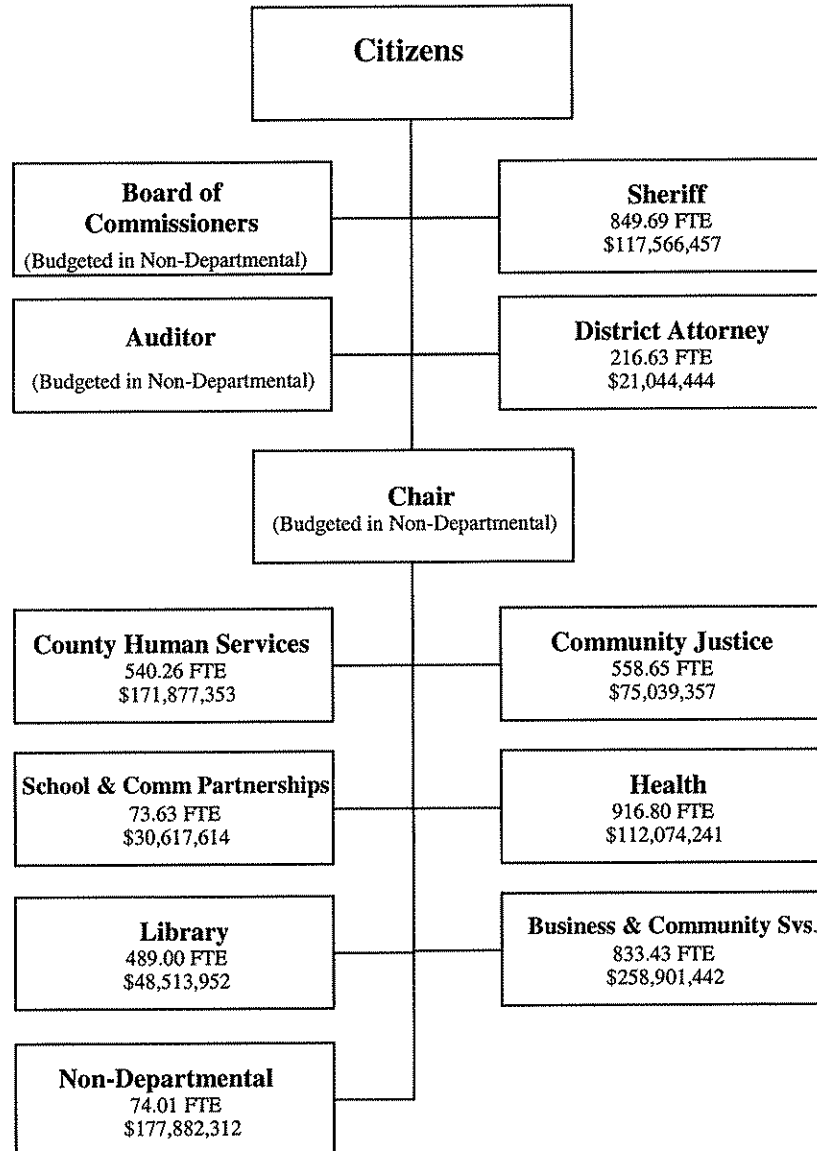 Citizens
Board of
Commissioners
(Budgeted in Non-Departmental)
Sheriff
849.69 FTE
$117,566,457
Auditor
(Budgeted in Non-Departmental)
District Attorney
216.63 FTE
$21,044,444
Chair
(Budgeted in Non-Departmental)
County Human Services
540.26 FTE
$171,877,353
Community Justice
558.65 FTE
$75,039,357
School & Comm Partnerships
73.63 FTE
$30,617,614
Health
916.80 FTE
$112,074,241
Library
489.00 FTE
$48,513,952
Business & Community Svs.
833.43 FTE
$258,901,442
Non-Departmental
74.01 FTE
$177,882,312